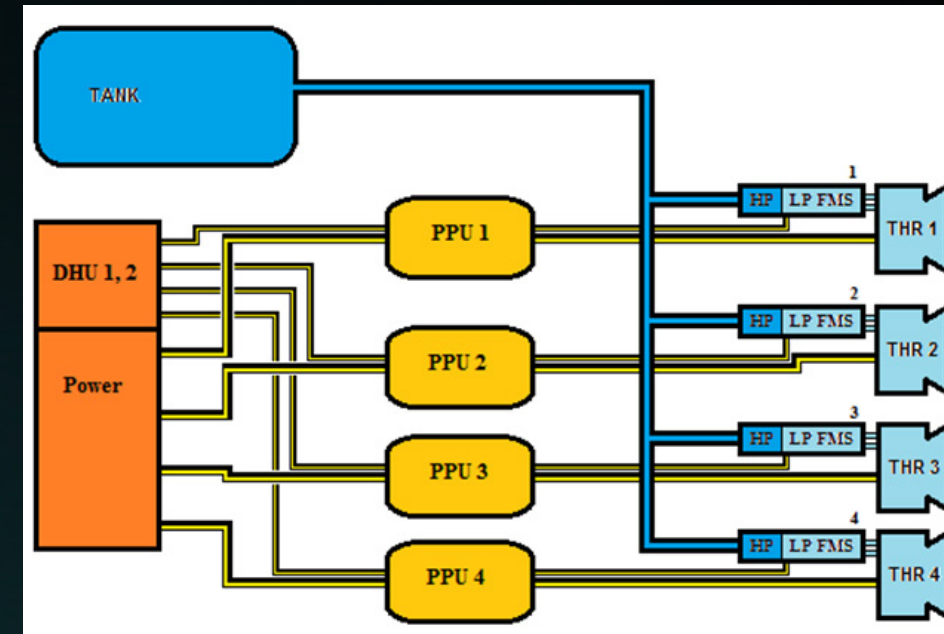 TANK
1
HP LP FMS
THR 1
PPU 1
DHU 1, 2
2
HP LP FMS
THR 2
PPU 2
Power
3
HP LP FMS
THR 3
PPU 3
4
HP LP FMS
THR 4
PPU 4